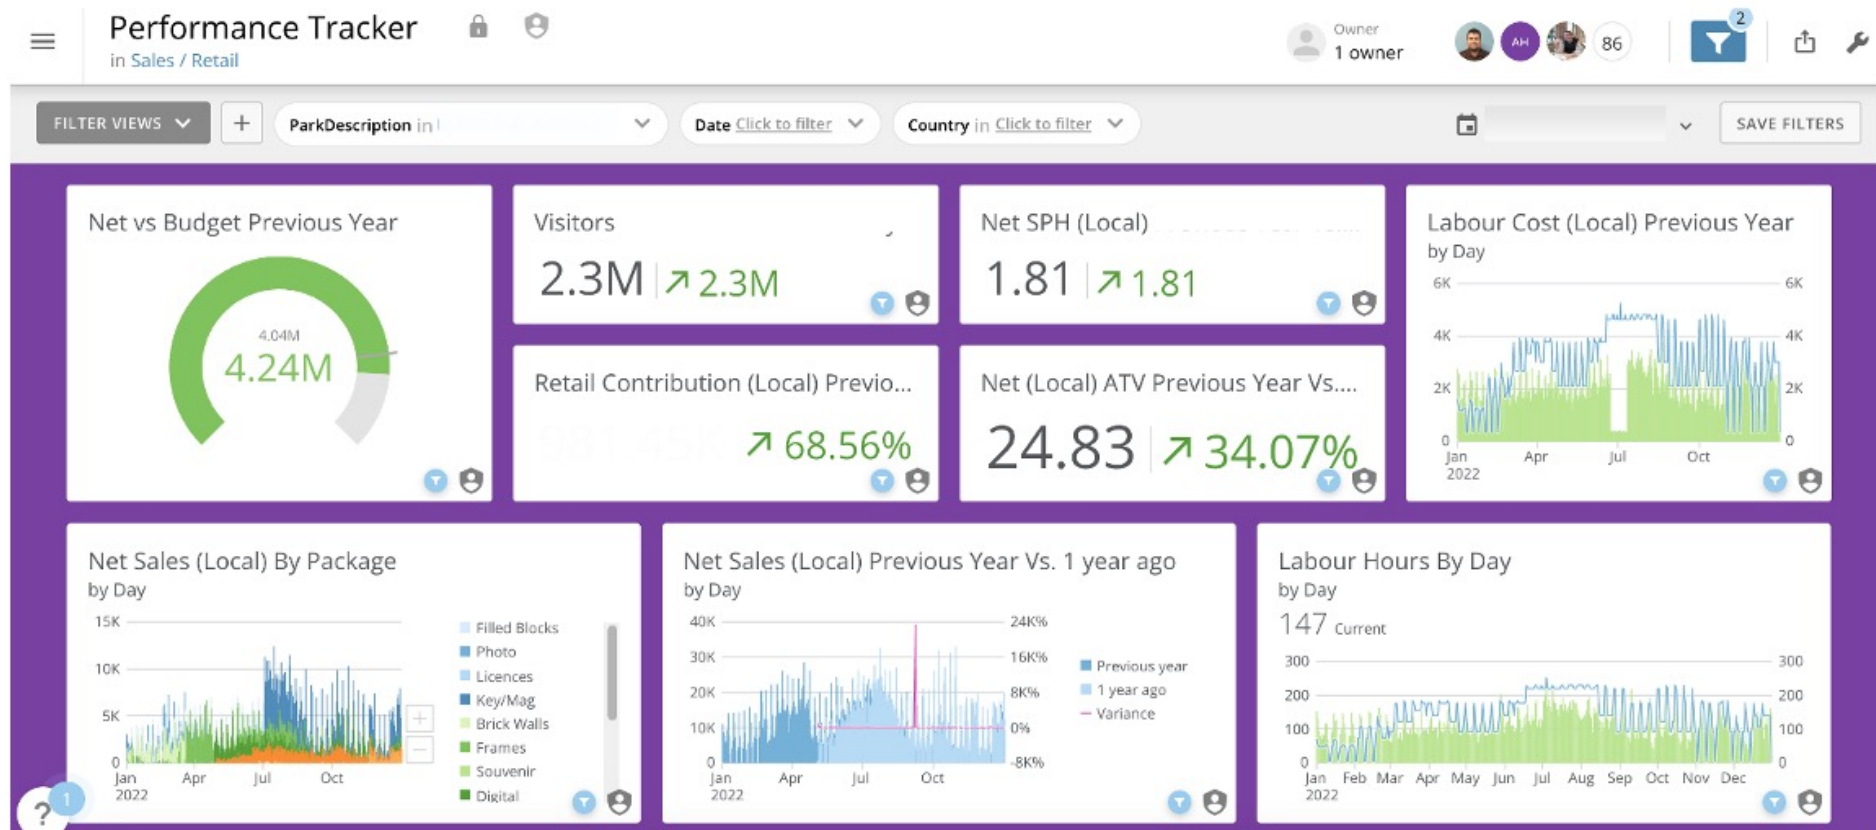 Performance Tracker
in Sales / Retail
Owner
1 owner
AH
86
2
FILTER VIEWS
+
ParkDescription in
Date Click to filter
Country in Click to filter
SAVE FILTERS
Net vs Budget Previous Year
4.04M
4.24M
Visitors
2.3M
2.3M
Net SPH (Local)
1.81
1.81
Retail Contribution (Local) Previo...
68.56%
Net (Local) ATV Previous Year Vs....
24.83
34.07%
Labour Cost (Local) Previous Year
by Day
6K 6K
4K 4K
2K 2K
0 0
Jan Apr Jul Oct
2022
Net Sales (Local) By Package
by Day
15K
10K
5K
0
Jan Apr Jul Oct
2022
Filled Blocks
Photo
Licences
Key/Mag
Brick Walls
Frames
Souvenir
Digital
+
−
Net Sales (Local) Previous Year Vs. 1 year ago
by Day
40K 24K%
30K 16K%
20K 8K%
10K 0%
0 -8K%
Jan Apr Jul Oct
2022
Previous year
1 year ago
Variance
Labour Hours By Day
by Day
147 Current
300 300
200 200
100 100
0 0
Jan Feb Mar Apr May Jun Jul Aug Sep Oct Nov Dec
2022
? 1